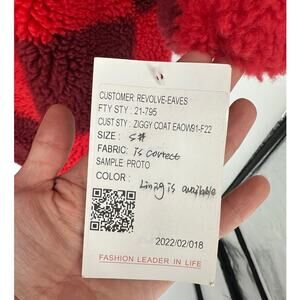 CUSTOMER: REVOLVE-EAVES
FTY STY : 21-795
CUST STY : ZIGGY COAT EAOW91-F22
SIZE : S#
FABRIC: is correct
SAMPLE: PROTO
COLOR : Lining is available
2022/02/018
FASHION LEADER IN LIFE